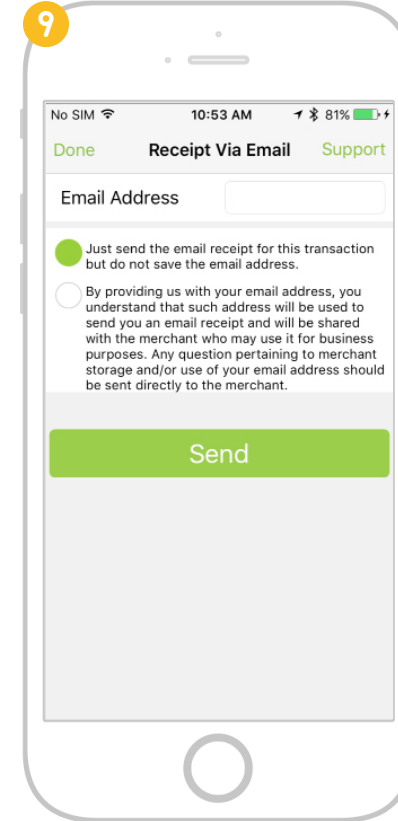 9
No SIM 10:53 AM 81%
Done Receipt Via Email Support
Email Address
Just send the email receipt for this transaction
but do not save the email address.
By providing us with your email address, you
understand that such address will be used to
send you an email receipt and will be shared
with the merchant who may use it for business
purposes. Any question pertaining to merchant
storage and/or use of your email address should
be sent directly to the merchant.
Send